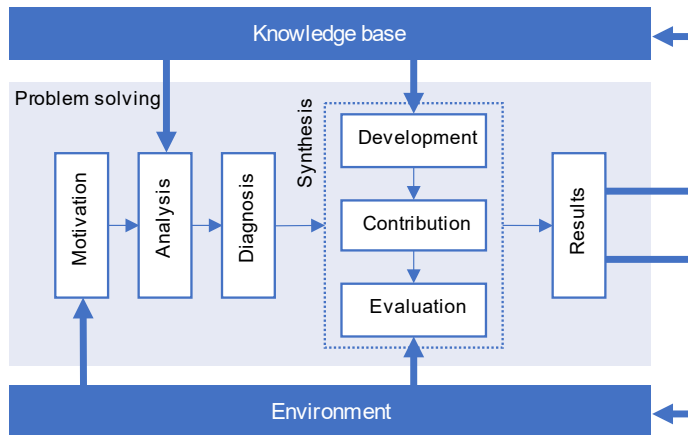 Knowledge base
Problem solving
Motivation
Analysis
Diagnosis
Synthesis
Development
Contribution
Evaluation
Results
Environment